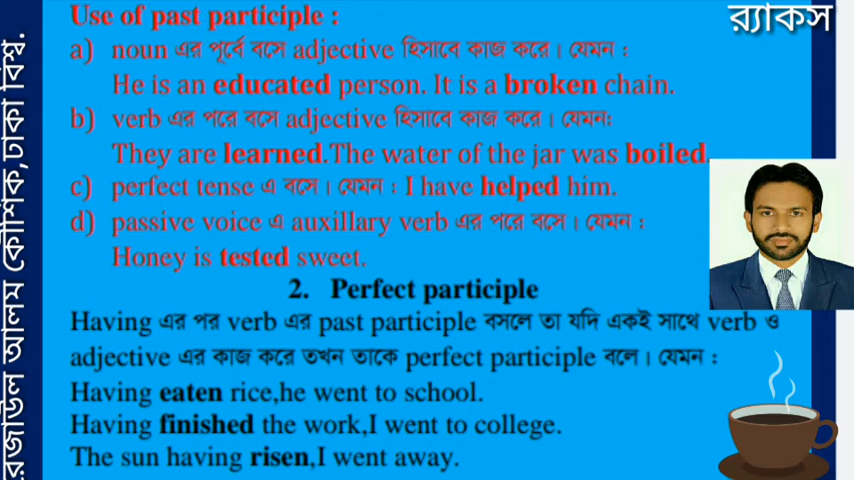 র‍্যাকস
Use of past participle :
a) noun এর পূর্বে বসে adjective হিসাবে কাজ করে। যেমন :
He is an educated person. It is a broken chain.
b) verb এর পরে বসে adjective হিসাবে কাজ করে। যেমনঃ
They are learned.The water of the jar was boiled.
c) perfect tense এ বসে। যেমন : I have helped him.
d) passive voice এ auxillary verb এর পরে বসে। যেমন :
Honey is tested sweet.
2. Perfect participle
Having এর পর verb এর past participle বসলে তা যদি একই সাথে verb ও
adjective এর কাজ করে তখন তাকে perfect participle বলে। যেমন :
Having eaten rice,he went to school.
Having finished the work,I went to college.
The sun having risen,I went away.
রেজাউল আলম কৌশিক,ঢাকা বিশ্ব.